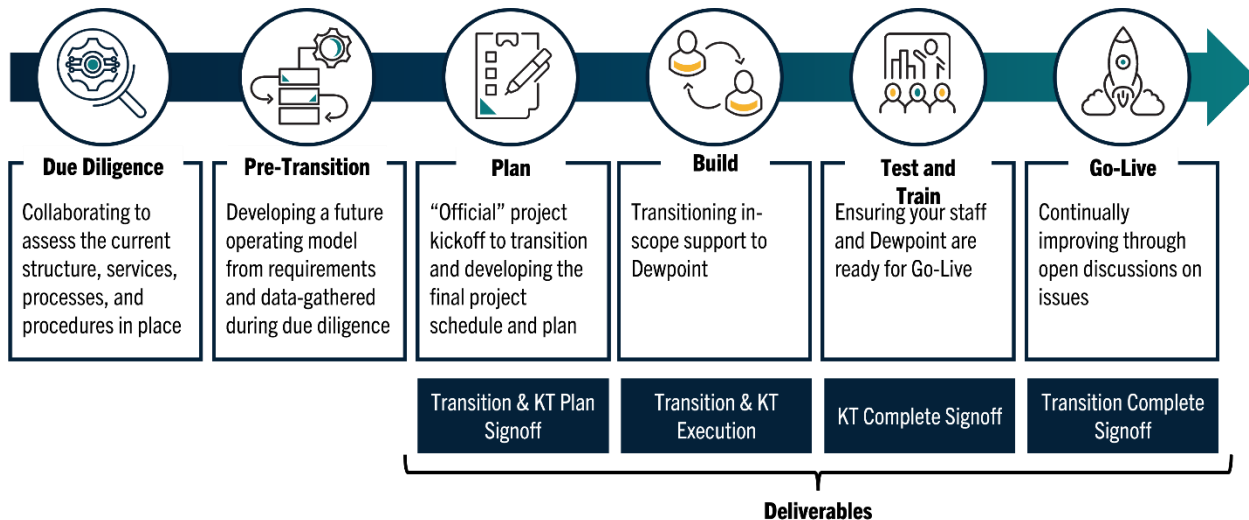 Due Diligence
Collaborating to
assess the current
structure, services,
processes, and
procedures in place
Pre-Transition
Developing a future
operating model
from requirements
and data-gathered
during due diligence
Plan
“Official” project
kickoff to transition
and developing the
final project
schedule and plan
Build
Transitioning in-
scope support to
Dewpoint
Test and
Train
Ensuring your staff
and Dewpoint are
ready for Go-Live
Go-Live
Continually
improving through
open discussions on
issues
Transition & KT Plan
Signoff
Transition & KT
Execution
KT Complete Signoff
Transition Complete
Signoff
Deliverables